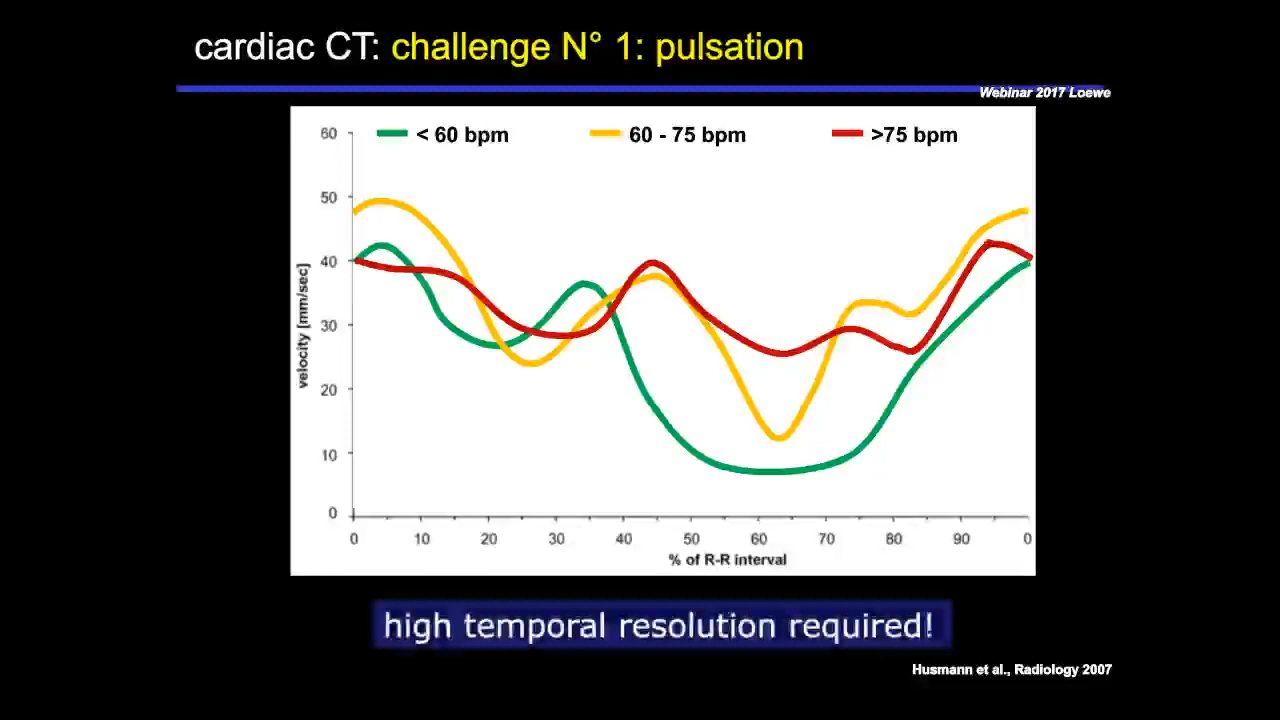 cardiac CT: challenge N° 1: pulsation
Webinar 2017 Loewe
< 60 bpm 60 - 75 bpm >75 bpm
60
50
40
30
20
10
0
velocity [mm/sec]
0 10 20 30 40 50 60 70 80 90 0
% of R-R interval
high temporal resolution required!
Husmann et al., Radiology 2007